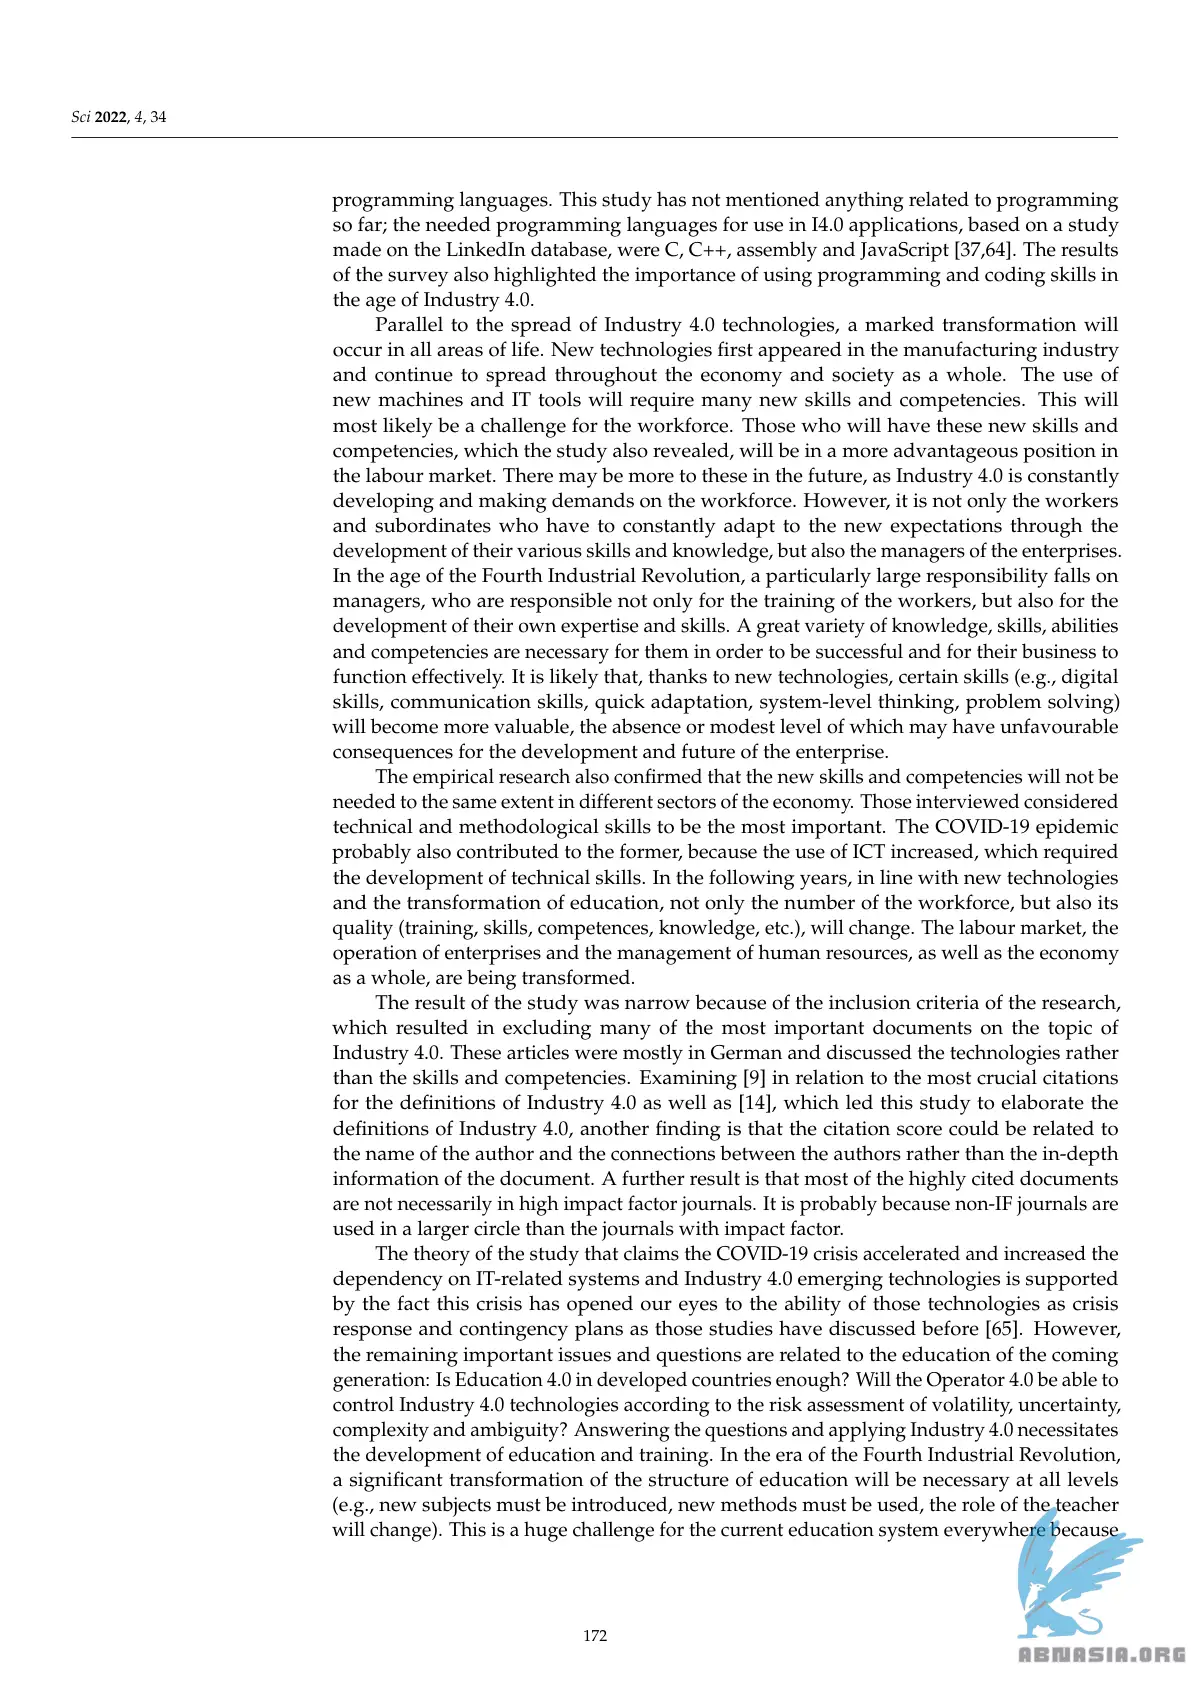 Sci 2022, 4, 34
programming languages. This study has not mentioned anything related to programming
so far; the needed programming languages for use in I4.0 applications, based on a study
made on the LinkedIn database, were C, C++, assembly and JavaScript [37,64]. The results
of the survey also highlighted the importance of using programming and coding skills in
the age of Industry 4.0.
Parallel to the spread of Industry 4.0 technologies, a marked transformation will
occur in all areas of life. New technologies first appeared in the manufacturing industry
and continue to spread throughout the economy and society as a whole. The use of
new machines and IT tools will require many new skills and competencies. This will
most likely be a challenge for the workforce. Those who will have these new skills and
competencies, which the study also revealed, will be in a more advantageous position in
the labour market. There may be more to these in the future, as Industry 4.0 is constantly
developing and making demands on the workforce. However, it is not only the workers
and subordinates who have to constantly adapt to the new expectations through the
development of their various skills and knowledge, but also the managers of the enterprises.
In the age of the Fourth Industrial Revolution, a particularly large responsibility falls on
managers, who are responsible not only for the training of the workers, but also for the
development of their own expertise and skills. A great variety of knowledge, skills, abilities
and competencies are necessary for them in order to be successful and for their business to
function effectively. It is likely that, thanks to new technologies, certain skills (e.g., digital
skills, communication skills, quick adaptation, system-level thinking, problem solving)
will become more valuable, the absence or modest level of which may have unfavourable
consequences for the development and future of the enterprise.
The empirical research also confirmed that the new skills and competencies will not be
needed to the same extent in different sectors of the economy. Those interviewed considered
technical and methodological skills to be the most important. The COVID-19 epidemic
probably also contributed to the former, because the use of ICT increased, which required
the development of technical skills. In the following years, in line with new technologies
and the transformation of education, not only the number of the workforce, but also its
quality (training, skills, competences, knowledge, etc.), will change. The labour market, the
operation of enterprises and the management of human resources, as well as the economy
as a whole, are being transformed.
The result of the study was narrow because of the inclusion criteria of the research,
which resulted in excluding many of the most important documents on the topic of
Industry 4.0. These articles were mostly in German and discussed the technologies rather
than the skills and competencies. Examining [9] in relation to the most crucial citations
for the definitions of Industry 4.0 as well as [14], which led this study to elaborate the
definitions of Industry 4.0, another finding is that the citation score could be related to
the name of the author and the connections between the authors rather than the in-depth
information of the document. A further result is that most of the highly cited documents
are not necessarily in high impact factor journals. It is probably because non-IF journals are
used in a larger circle than the journals with impact factor.
The theory of the study that claims the COVID-19 crisis accelerated and increased the
dependency on IT-related systems and Industry 4.0 emerging technologies is supported
by the fact this crisis has opened our eyes to the ability of those technologies as crisis
response and contingency plans as those studies have discussed before [65]. However,
the remaining important issues and questions are related to the education of the coming
generation: Is Education 4.0 in developed countries enough? Will the Operator 4.0 be able to
control Industry 4.0 technologies according to the risk assessment of volatility, uncertainty,
complexity and ambiguity? Answering the questions and applying Industry 4.0 necessitates
the development of education and training. In the era of the Fourth Industrial Revolution,
a significant transformation of the structure of education will be necessary at all levels
(e.g., new subjects must be introduced, new methods must be used, the role of the teacher
will change). This is a huge challenge for the current education system everywhere because
172
ABNASIA.ORG